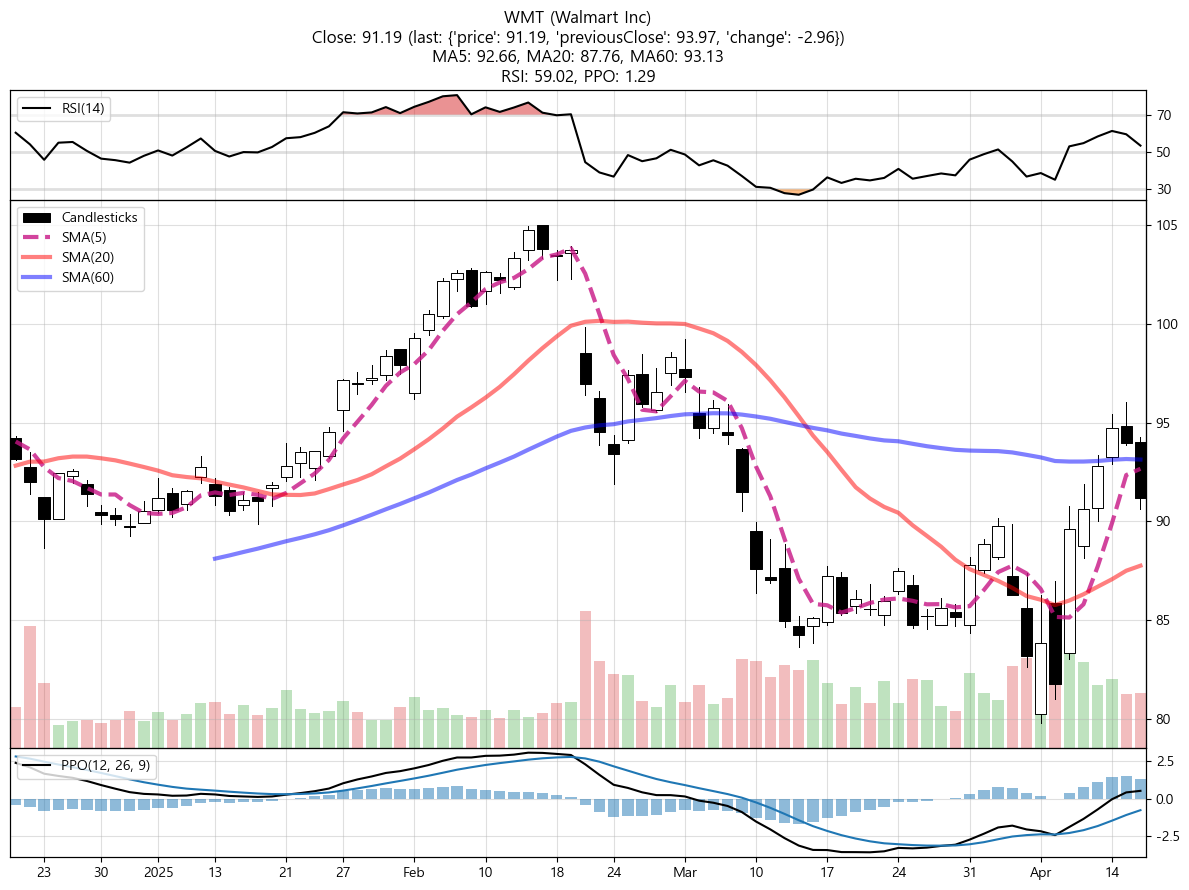 WMT (Walmart Inc)
Close: 91.19 (last: {'price': 91.19, 'previousClose': 93.97, 'change': -2.96})
MA5: 92.66, MA20: 87.76, MA60: 93.13
RSI: 59.02, PPO: 1.29
RSI(14)
70
50
30
Candlesticks
SMA(5)
SMA(20)
SMA(60)
105
100
95
90
85
80
PPO(12, 26, 9)
2.5
0.0
-2.5
23 30 2025 13 21 27 Feb 10 18 24 Mar 10 17 24 31 Apr 14